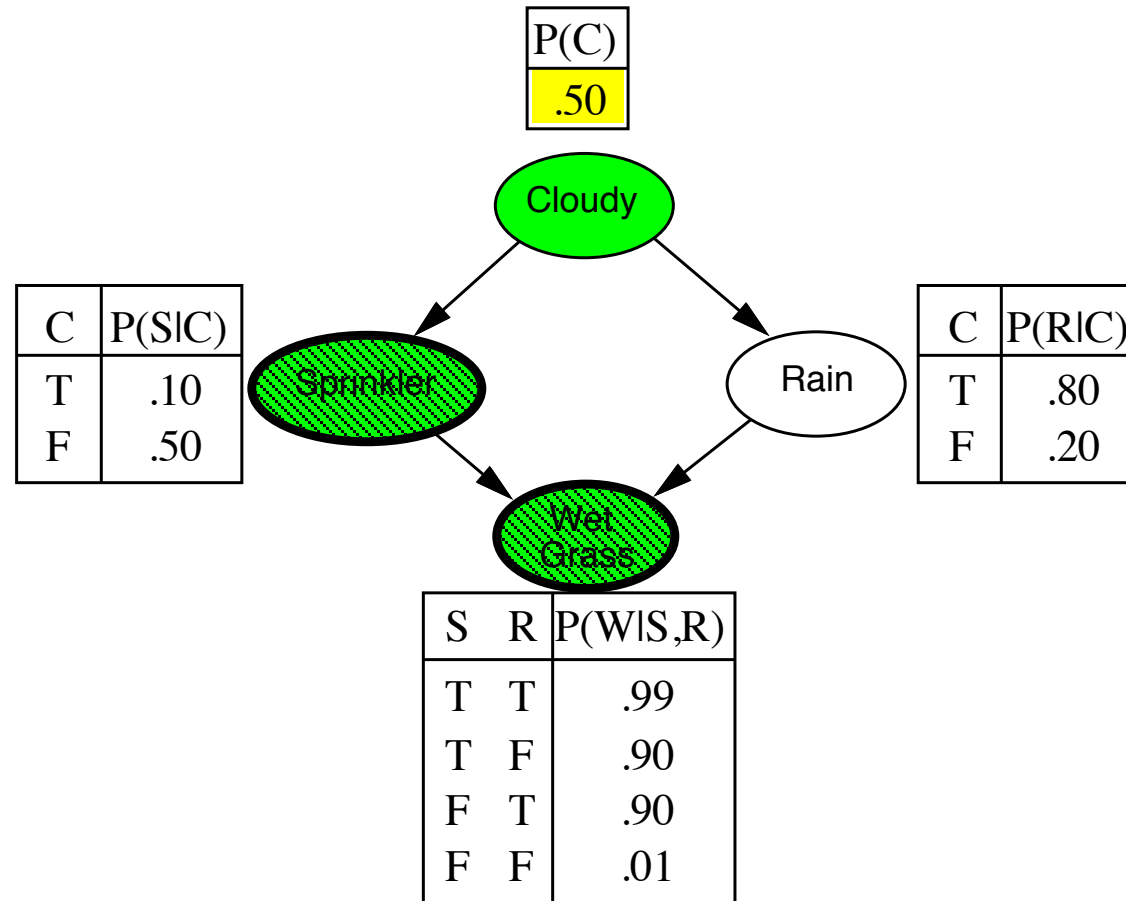 P(C)
.50
Cloudy
C P(S|C)
T .10
F .50
Sprinkler
Rain
C P(R|C)
T .80
F .20
Wet
Grass
S R P(W|S,R)
T T .99
T F .90
F T .90
F F .01